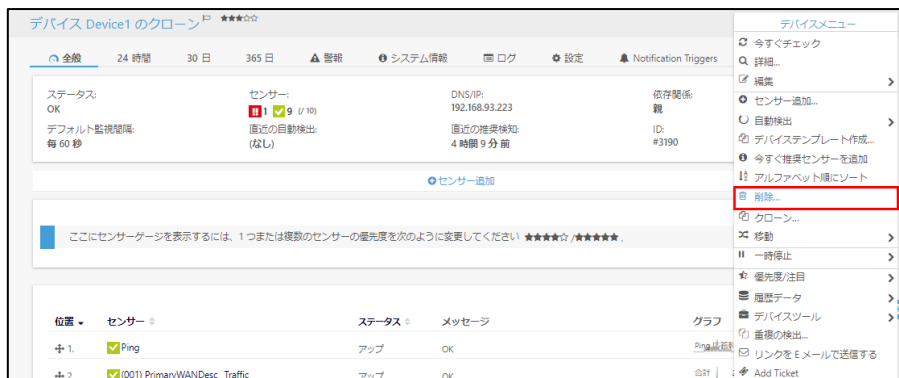 デバイス Device1 のクローン
全般 24 時間 30 日 365 日 警報 システム情報 ログ 設定 Notification Triggers
ステータス: センサー: DNS/IP: 依存関係:
OK 1 9 (/ 10) 192.168.93.223 親
デフォルト監視間隔: 直近の自動検出: 直近の推奨検知: ID:
毎 60 秒 (なし) 4 時間 9 分 前 #3190
センサー追加
ここにセンサーゲージを表示するには、1 つまたは複数のセンサーの優先度を次のように変更してください ★★★★☆ /★★★★★ .
位置 センサー ステータス メッセージ グラフ
1. Ping アップ OK
2. (001) PrimaryWANDesc_Traffic アップ OK 合計
デバイスメニュー
今すぐチェック
詳細...
編集
センサー追加...
自動検出
デバイステンプレート作成...
今すぐ推奨センサーを追加
アルファベット順にソート
削除...
クローン...
移動
一時停止
優先度/注目
履歴データ
デバイスツール
重複の検出...
リンクを E メールで送信する
Add Ticket